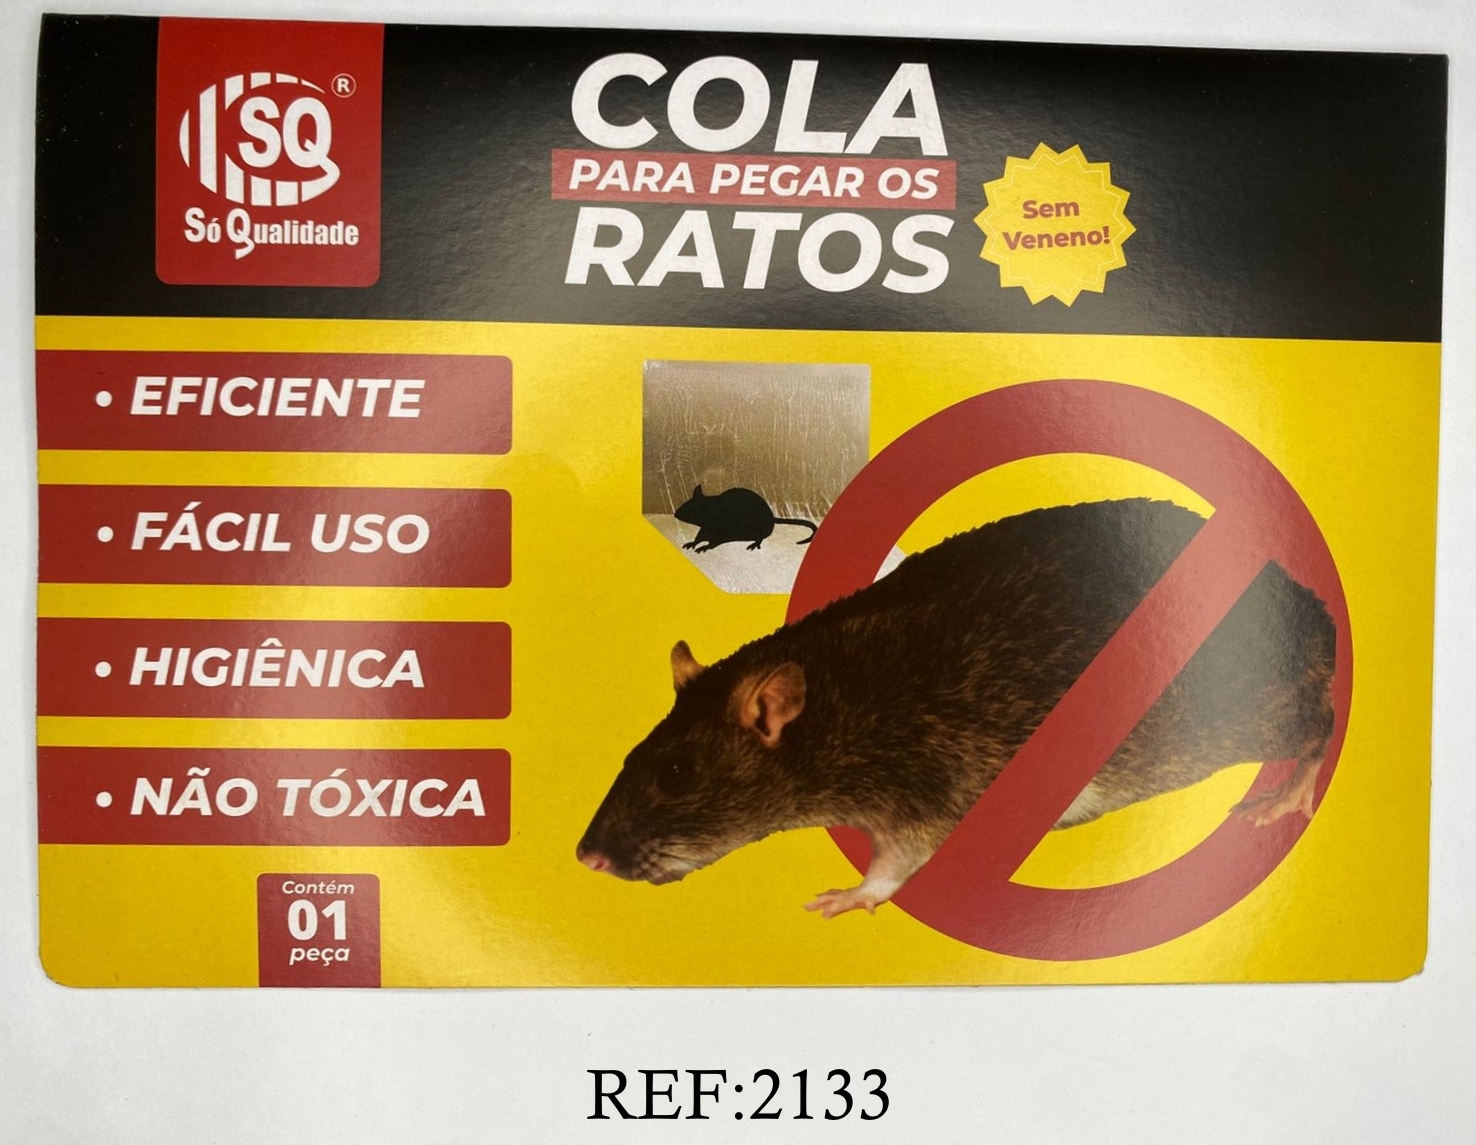 SQ ®
Só Qualidade
COLA
PARA PEGAR OS
RATOS
Sem
Veneno!
• EFICIENTE
• FÁCIL USO
• HIGIÊNICA
• NÃO TÓXICA
Contém
01
peça
REF:2133